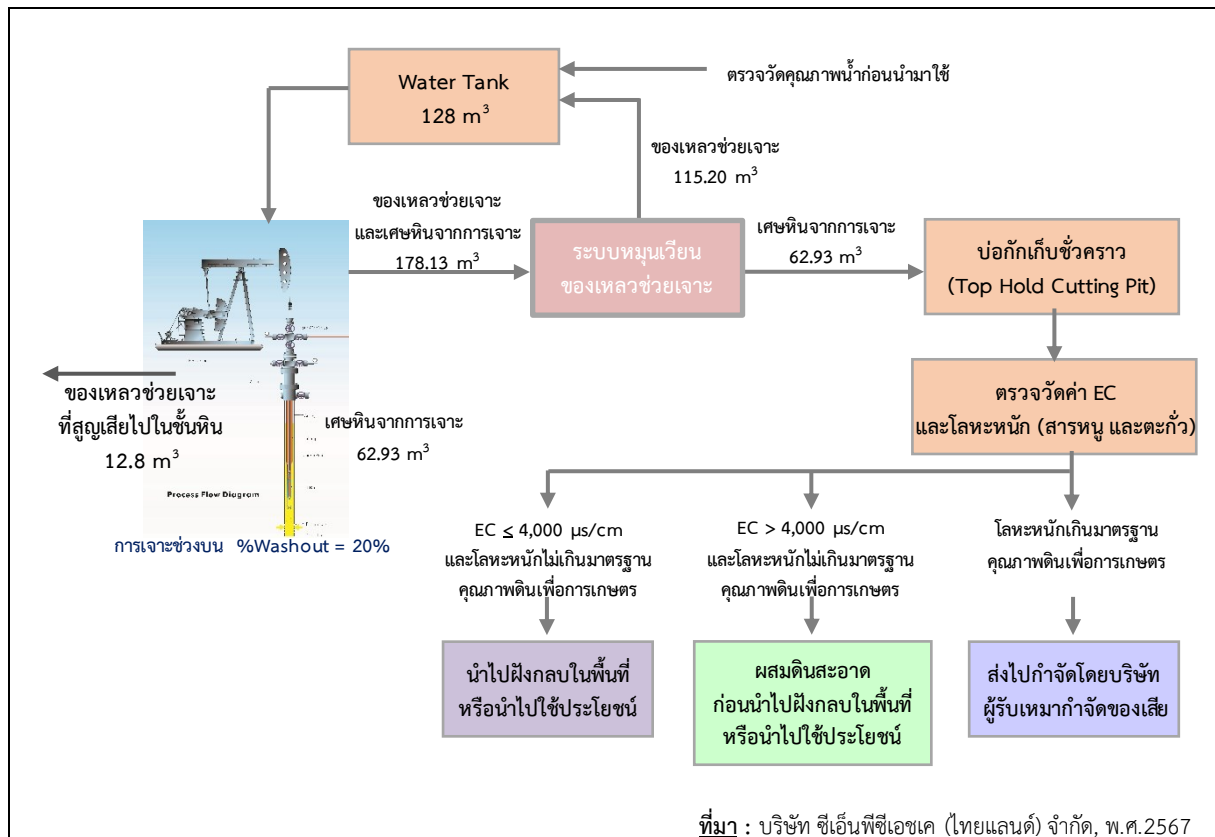 Water Tank
128 m³
ตรวจวัดคุณภาพน้ำก่อนนำมาใช้
ของเหลวช่วยเจาะ
115.20 m³
ของเหลวช่วยเจาะ
และเศษหินจากการเจาะ
178.13 m³
ระบบหมุนเวียน
ของเหลวช่วยเจาะ
เศษหินจากการเจาะ
62.93 m³
บ่อกักเก็บชั่วคราว
(Top Hold Cutting Pit)
ของเหลวช่วยเจาะ
ที่สูญเสียไปในชั้นหิน
12.8 m³
เศษหินจากการเจาะ
62.93 m³
Process Flow Diagram
การเจาะช่วงบน %Washout = 20%
ตรวจวัดค่า EC
และโลหะหนัก (สารหนู และตะกั่ว)
EC ≤ 4,000 µs/cm
และโลหะหนักไม่เกินมาตรฐาน
คุณภาพดินเพื่อการเกษตร
EC > 4,000 µs/cm
และโลหะหนักไม่เกินมาตรฐาน
คุณภาพดินเพื่อการเกษตร
โลหะหนักเกินมาตรฐาน
คุณภาพดินเพื่อการเกษตร
นำไปฝังกลบในพื้นที่
หรือนำไปใช้ประโยชน์
ผสมดินสะอาด
ก่อนนำไปฝังกลบในพื้นที่
หรือนำไปใช้ประโยชน์
ส่งไปกำจัดโดยบริษัท
ผู้รับเหมากำจัดของเสีย
ที่มา : บริษัท ซีเอ็นพีซีเอชเค (ไทยแลนด์) จำกัด, พ.ศ.2567